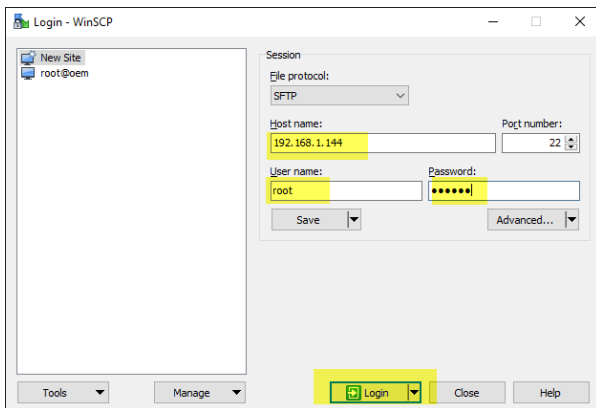 Login - WinSCP
New Site
root@oem
Session
File protocol:
SFTP
Host name:
Port number:
192.168.1.144
22
User name:
Password:
root
••••••
Save
Advanced...
Tools
Manage
Login
Close
Help